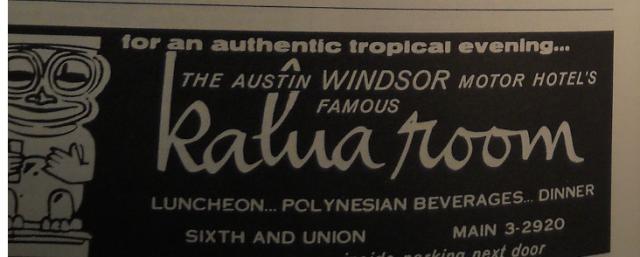 for an authentic tropical evening...
THE AUSTIN WINDSOR MOTOR HOTEL'S
FAMOUS
kalua room
LUNCHEON... POLYNESIAN BEVERAGES... DINNER
SIXTH AND UNION MAIN 3-2920
inside parking next door